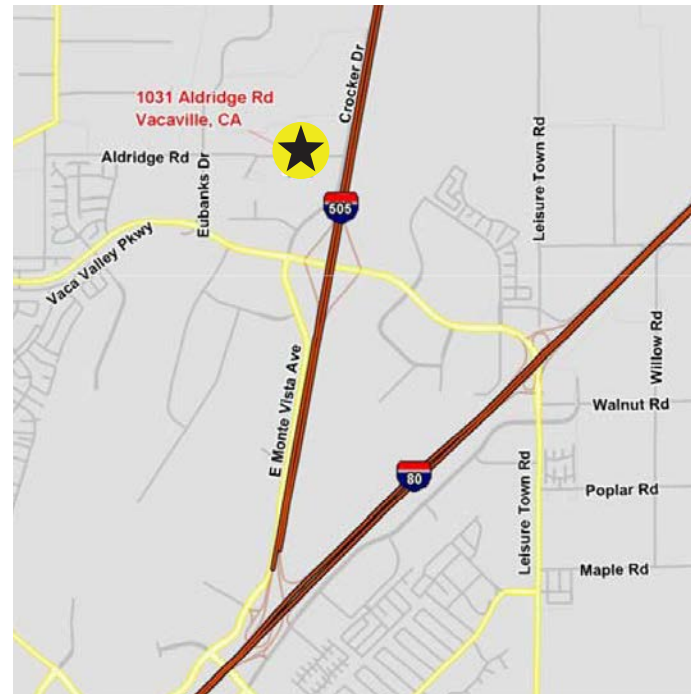 Crocker Dr
1031 Aldridge Rd
Vacaville, CA
Aldridge Rd
Eubanks Dr
Leisure Town Rd
505
Vaca Valley Pkwy
Willow Rd
E Monte Vista Ave
Walnut Rd
80
Leisure Town Rd
Poplar Rd
Maple Rd